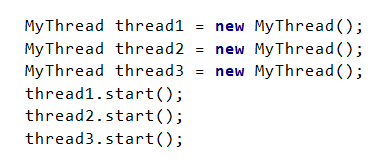 MyThread thread1 = new MyThread();
MyThread thread2 = new MyThread();
MyThread thread3 = new MyThread();
thread1.start();
thread2.start();
thread3.start();